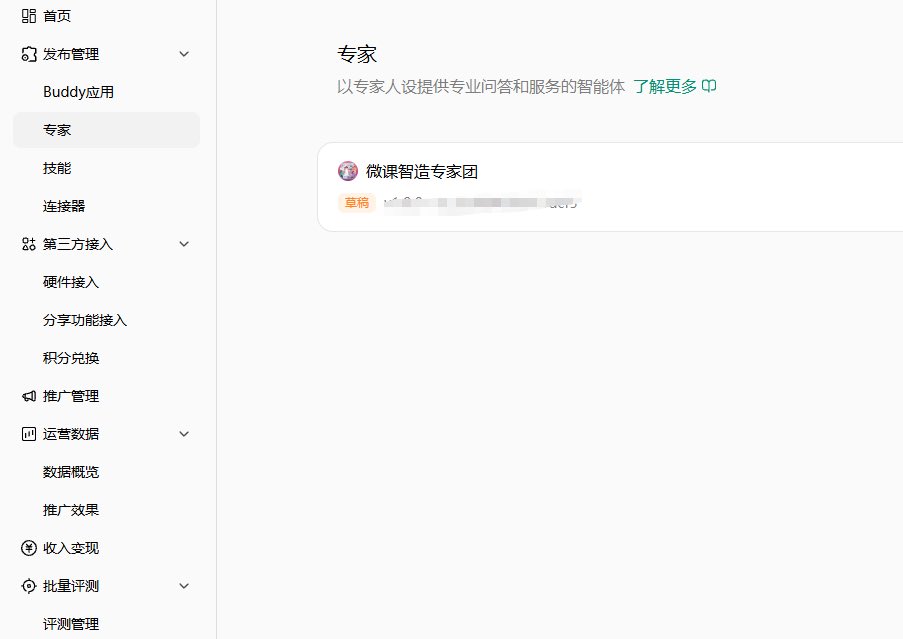 首页
发布管理
Buddy应用
专家
技能
连接器
第三方接入
硬件接入
分享功能接入
积分兑换
推广管理
运营数据
数据概览
推广效果
收入变现
批量评测
评测管理
专家
以专家人设提供专业问答和服务的智能体 了解更多
微课智造专家团
草稿